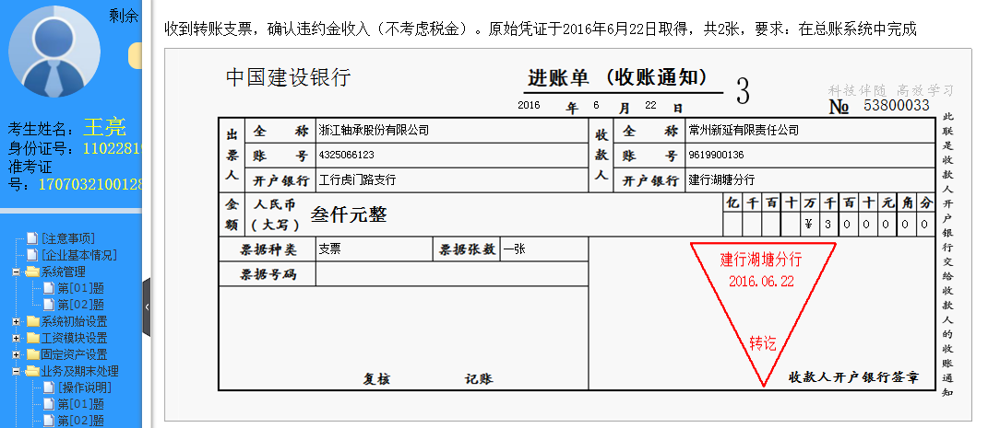 剩余
考生姓名：王亮
身份证号：11022819
准考证
号：1707032100128
[注意事项]
[企业基本情况]
系统管理
第[01]题
第[02]题
系统初始设置
工资模块设置
固定资产设置
业务及期末处理
[操作说明]
第[01]题
第[02]题
收到转账支票，确认违约金收入（不考虑税金）。原始凭证于2016年6月22日取得，共2张，要求：在总账系统中完成
中国建设银行
进账单 （收账通知）
3
科技伴随 高效学习
2016 年 6 月 22 日
№ 53800033
出票人
全 称 浙江轴承股份有限公司
账 号 4325066123
开户银行 工行虎门路支行
收款人
全 称 常州新延有限责任公司
账 号 9619900136
开户银行 建行湖塘分行
金额
人民币
（大写） 叁仟元整
亿 千 百 十 万 千 百 十 元 角 分
¥ 3 0 0 0 0 0
票据种类 支票 票据张数 一张
票据号码
复核 记账
建行湖塘分行
2016.06.22
转讫
收款人开户银行签章
此联是收款人开户银行交给收款人的收账通知